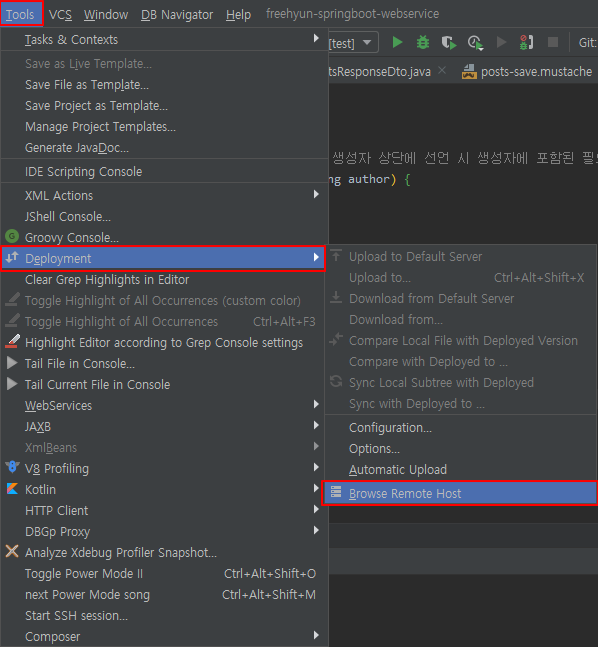 Tools VCS Window DB Navigator Help freehyun-springboot-webservice
Tasks & Contexts
[test]
Git:
Save as Live Template...
tsResponseDto.java
posts-save.mustache
Save File as Template...
Save Project as Template...
Manage Project Templates...
Generate JavaDoc...
생성자 상단에 선언 시 생성자에 포함된
IDE Scripting Console
ng author) {
XML Actions
JShell Console...
Groovy Console...
Deployment
Clear Grep Highlights in Editor
Toggle Highlight of All Occurrences (custom color)
Toggle Highlight of All Occurrences Ctrl+Alt+F3
Highlight Editor according to Grep Console settings
Tail File in Console...
Tail Current File in Console
WebServices
JAXB
XmlBeans
V8 Profiling
Kotlin
HTTP Client
DBGp Proxy
Analyze Xdebug Profiler Snapshot...
Toggle Power Mode II Ctrl+Alt+Shift+O
next Power Mode song Ctrl+Alt+Shift+M
Start SSH session...
Composer
Upload to Default Server
Upload to... Ctrl+Alt+Shift+X
Download from Default Server
Download from...
Compare Local File with Deployed Version
Compare with Deployed to ...
Sync Local Subtree with Deployed
Sync with Deployed to ...
Configuration...
Options...
Automatic Upload
Browse Remote Host